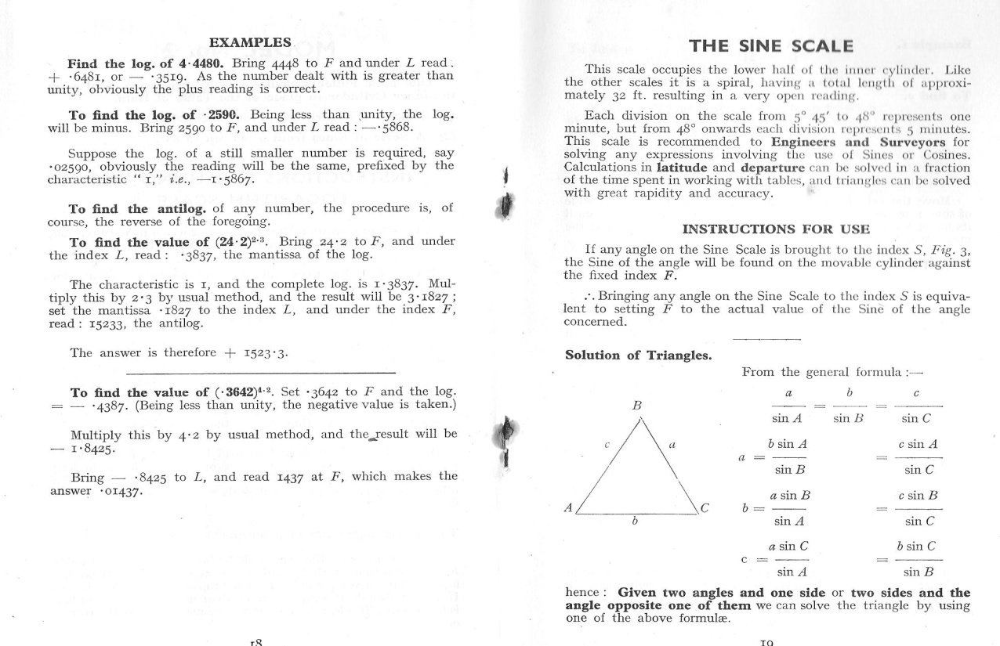 EXAMPLES
Find the log. of 4·4480. Bring 4448 to F and under L read.
+ ·6481, or — ·3519. As the number dealt with is greater than
unity, obviously the plus reading is correct.
To find the log. of ·2590. Being less than unity, the log.
will be minus. Bring 2590 to F, and under L read : —·5868.
Suppose the log. of a still smaller number is required, say
·02590, obviously the reading will be the same, prefixed by the
characteristic “ 1,” i.e., —1·5867.
To find the antilog. of any number, the procedure is, of
course, the reverse of the foregoing.
To find the value of (24·2)²·³. Bring 24·2 to F, and under
the index L, read : ·3837, the mantissa of the log.
The characteristic is 1, and the complete log. is 1·3837. Mul-
tiply this by 2·3 by usual method, and the result will be 3·1827 ;
set the mantissa ·1827 to the index L, and under the index F,
read : 15233, the antilog.
The answer is therefore + 1523·3.
To find the value of (·3642)⁴·². Set ·3642 to F and the log.
= — ·4387. (Being less than unity, the negative value is taken.)
Multiply this by 4·2 by usual method, and the result will be
— 1·8425.
Bring — ·8425 to L, and read 1437 at F, which makes the
answer ·01437.
18
THE SINE SCALE
This scale occupies the lower half of the inner cylinder. Like
the other scales it is a spiral, having a total length of approxi-
mately 32 ft. resulting in a very open reading.
Each division on the scale from 5° 45′ to 48° represents one
minute, but from 48° onwards each division represents 5 minutes.
This scale is recommended to Engineers and Surveyors for
solving any expressions involving the use of Sines or Cosines.
Calculations in latitude and departure can be solved in a fraction
of the time spent in working with tables, and triangles can be solved
with great rapidity and accuracy.
INSTRUCTIONS FOR USE
If any angle on the Sine Scale is brought to the index S, Fig. 3,
the Sine of the angle will be found on the movable cylinder against
the fixed index F.
∴ Bringing any angle on the Sine Scale to the index S is equiva-
lent to setting F to the actual value of the Sine of the angle
concerned.
Solution of Triangles.
From the general formula :—
a b c
= =
sin A sin B sin C
b sin A c sin A
a = =
sin B sin C
a sin B c sin B
b = =
sin A sin C
a sin C b sin C
c = =
sin A sin B
B
c a
A C
b
hence : Given two angles and one side or two sides and the
angle opposite one of them we can solve the triangle by using
one of the above formulæ.
19